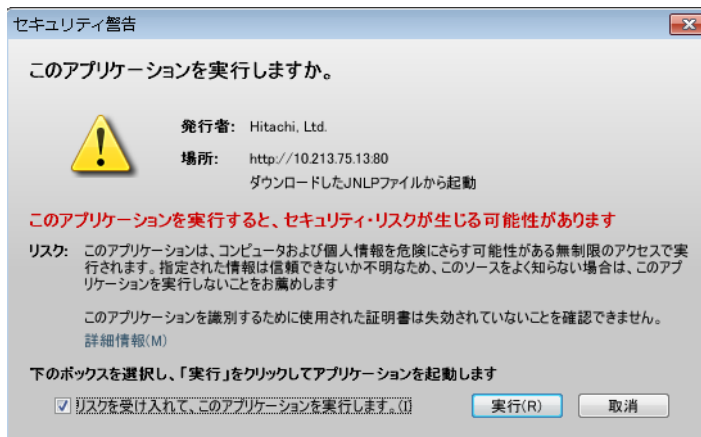 セキュリティ警告
このアプリケーションを実行しますか。
発行者: Hitachi, Ltd.
場所: http://10.213.75.13:80
ダウンロードしたJNLPファイルから起動
このアプリケーションを実行すると、セキュリティ・リスクが生じる可能性があります
リスク: このアプリケーションは、コンピュータおよび個人情報を危険にさらす可能性がある無制限のアクセスで実
行されます。指定された情報は信頼できないか不明なため、このソースをよく知らない場合は、このアプ
リケーションを実行しないことをお薦めします
このアプリケーションを識別するために使用された証明書は失効されていないことを確認できません。
詳細情報(M)
下のボックスを選択し、「実行」をクリックしてアプリケーションを起動します
リスクを受け入れて、このアプリケーションを実行します。(I) 実行(R) 取消